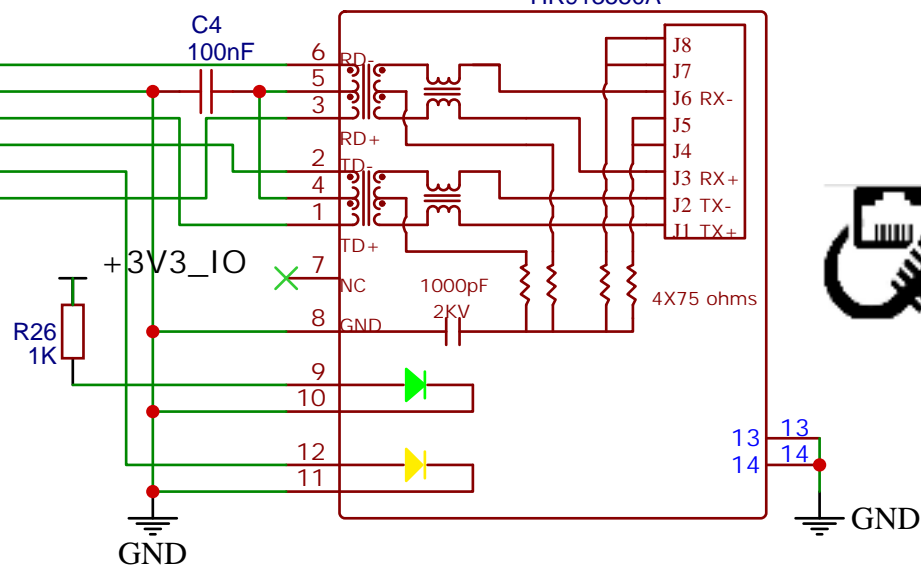 C4
100nF
6 RD-
5
3
RD+
2
TD-
4
1
TD+
7
NC
8
GND
9
10
12
11
J8
J7
J6 RX-
J5
J4
J3 RX+
J2 TX-
J1 TX+
1000pF
2KV
4X75 ohms
+3V3_IO
R26
1K
13 13
14 14
GND
GND